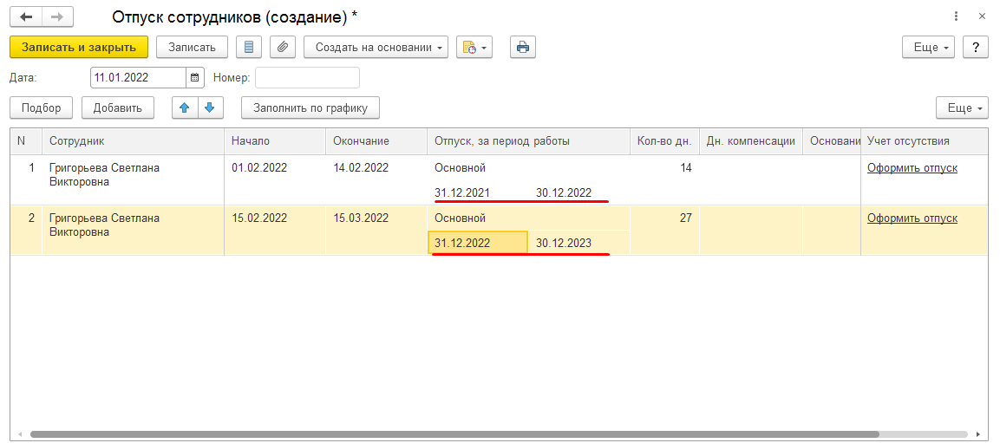 Отпуск сотрудников (создание) *
Записать и закрыть Записать Создать на основании Еще ?
Дата: 11.01.2022 Номер:
Подбор Добавить Заполнить по графику Еще
N Сотрудник Начало Окончание Отпуск, за период работы Кол-во дн. Дн. компенсации Основани Учет отсутствия
1 Григорьева Светлана 01.02.2022 14.02.2022 Основной 14 Оформить отпуск
Викторовна
31.12.2021 30.12.2022
2 Григорьева Светлана 15.02.2022 15.03.2022 Основной 27 Оформить отпуск
Викторовна
31.12.2022 30.12.2023